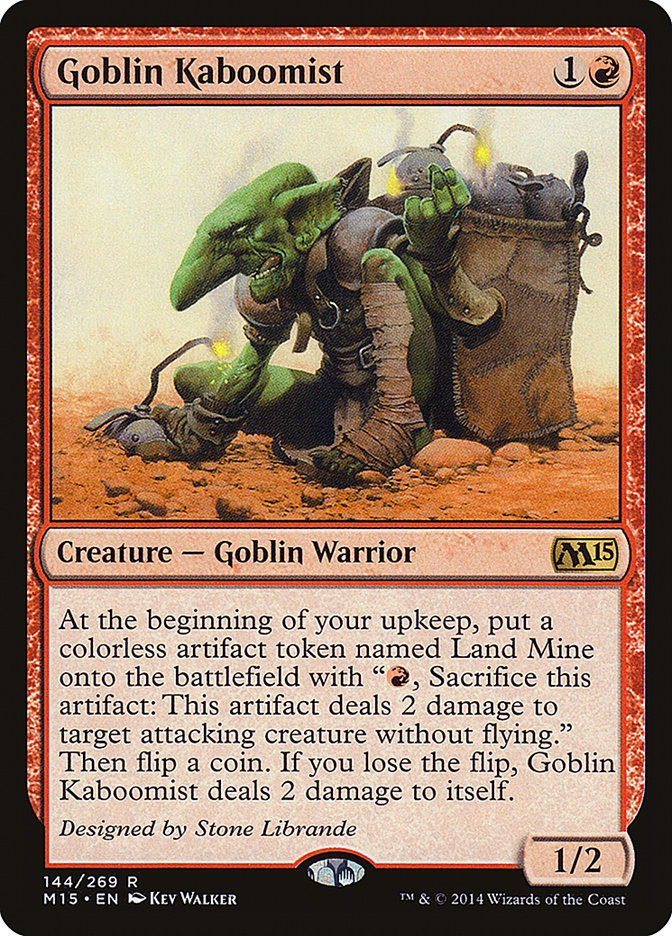 Goblin Kaboomist 1
Creature — Goblin Warrior M15
At the beginning of your upkeep, put a
colorless artifact token named Land Mine
onto the battlefield with “, Sacrifice this
artifact: This artifact deals 2 damage to
target attacking creature without flying.”
Then flip a coin. If you lose the flip, Goblin
Kaboomist deals 2 damage to itself.
Designed by Stone Librande
1/2
144/269 R
M15 • EN Kev Walker
™ & © 2014 Wizards of the Coast